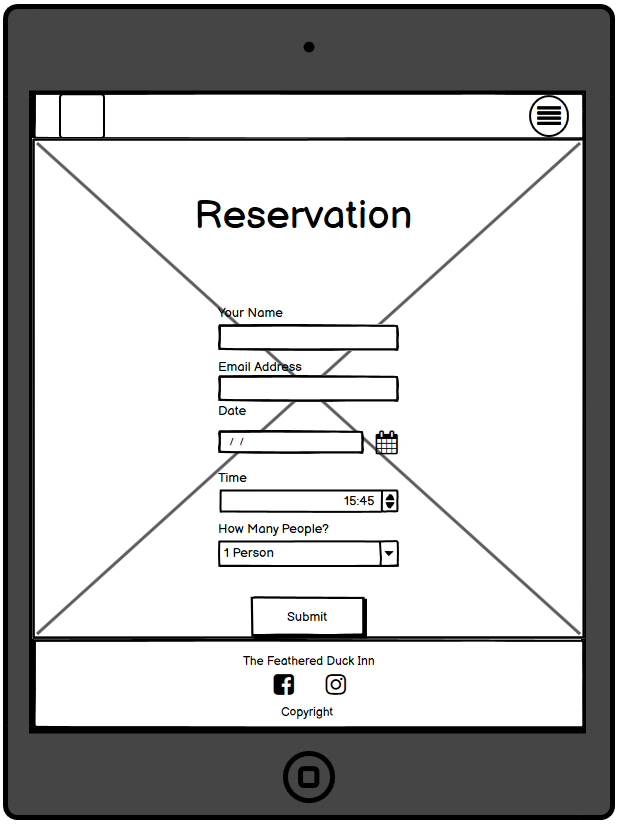 Reservation
Your Name
Email Address
Date
/ /
Time
15:45
How Many People?
1 Person
Submit
The Feathered Duck Inn
Copyright